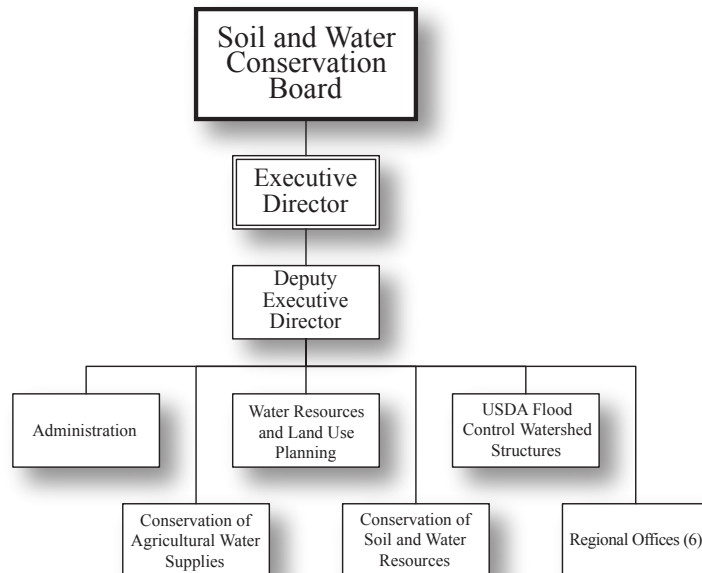 Soil and Water
Conservation
Board
Executive
Director
Deputy
Executive
Director
Administration
Water Resources
and Land Use
Planning
USDA Flood
Control Watershed
Structures
Conservation of
Agricultural Water
Supplies
Conservation of
Soil and Water
Resources
Regional Offices (6)